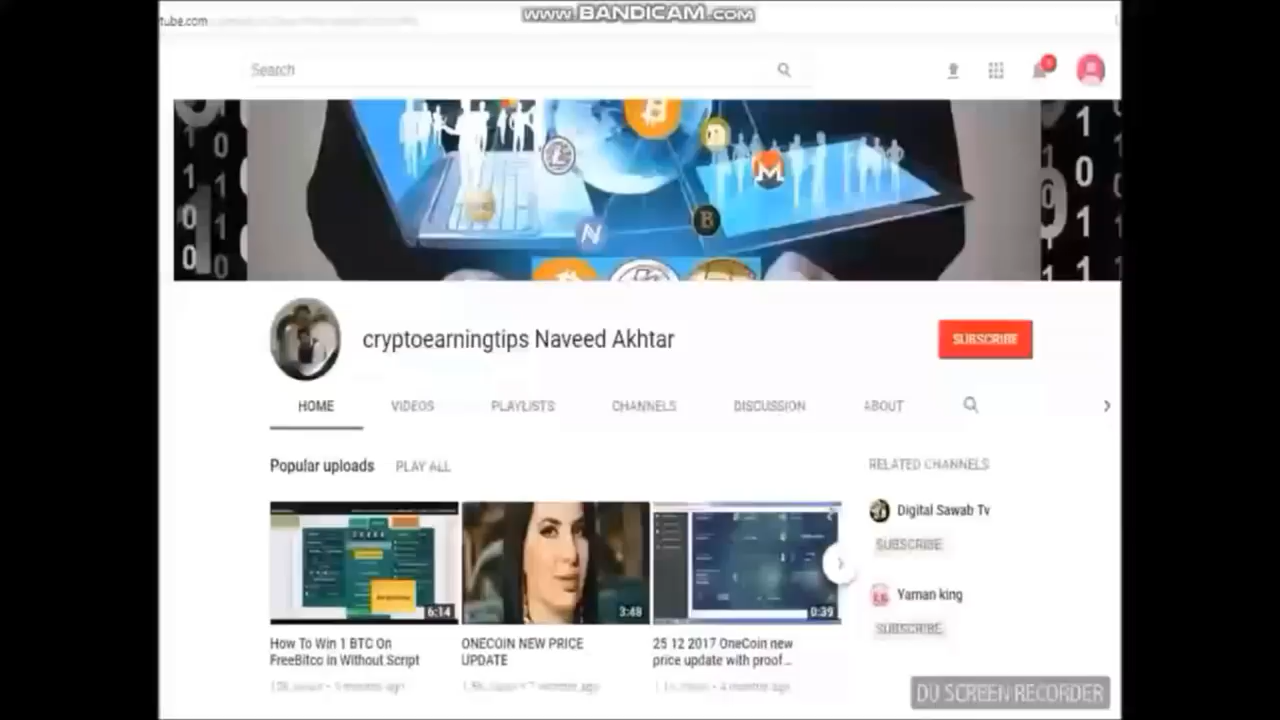 www.BANDICAM.com
tube.com
Search
cryptoearningtips Naveed Akhtar
SUBSCRIBE
HOME VIDEOS PLAYLISTS CHANNELS DISCUSSION ABOUT
Popular uploads PLAY ALL
6:14
3:48
0:39
How To Win 1 BTC On
FreeBitco in Without Script
ONECOIN NEW PRICE
UPDATE
25 12 2017 OneCoin new
price update with proof...
RELATED CHANNELS
Digital Sawab Tv
SUBSCRIBE
Yaman king
SUBSCRIBE
DU SCREEN RECORDER